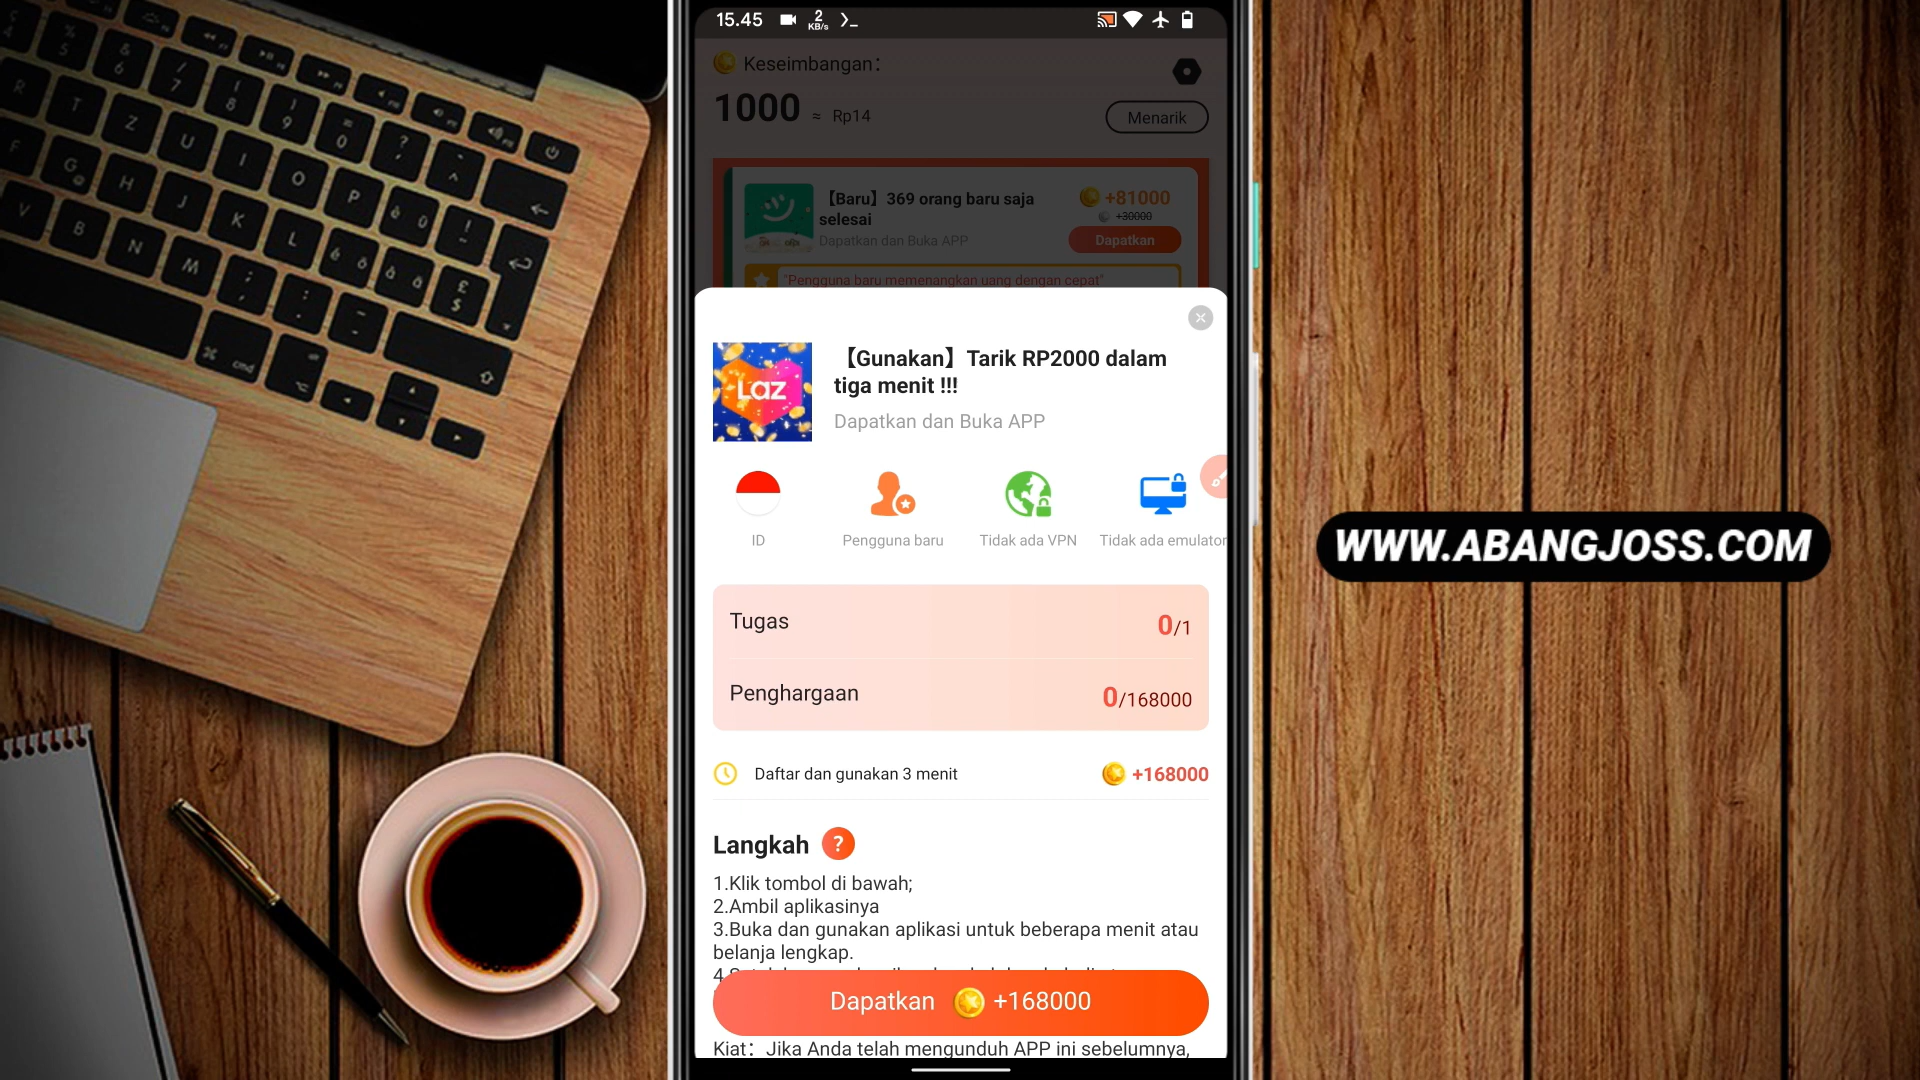 15.45
2
KB/s
Keseimbangan:
1000 ≈ Rp14
Menarik
【Baru】369 orang baru saja
selesai
+81000
+30000
Dapatkan dan Buka APP
Dapatkan
"Pengguna baru memenangkan uang dengan cepat"
Laz
【Gunakan】Tarik RP2000 dalam
tiga menit !!!
Dapatkan dan Buka APP
ID
Pengguna baru
Tidak ada VPN
Tidak ada emulator
Tugas
0/1
Penghargaan
0/168000
Daftar dan gunakan 3 menit
+168000
Langkah ?
1.Klik tombol di bawah;
2.Ambil aplikasinya
3.Buka dan gunakan aplikasi untuk beberapa menit atau
belanja lengkap.
Dapatkan +168000
Kiat: Jika Anda telah mengunduh APP ini sebelumnya,
WWW.ABANGJOSS.COM